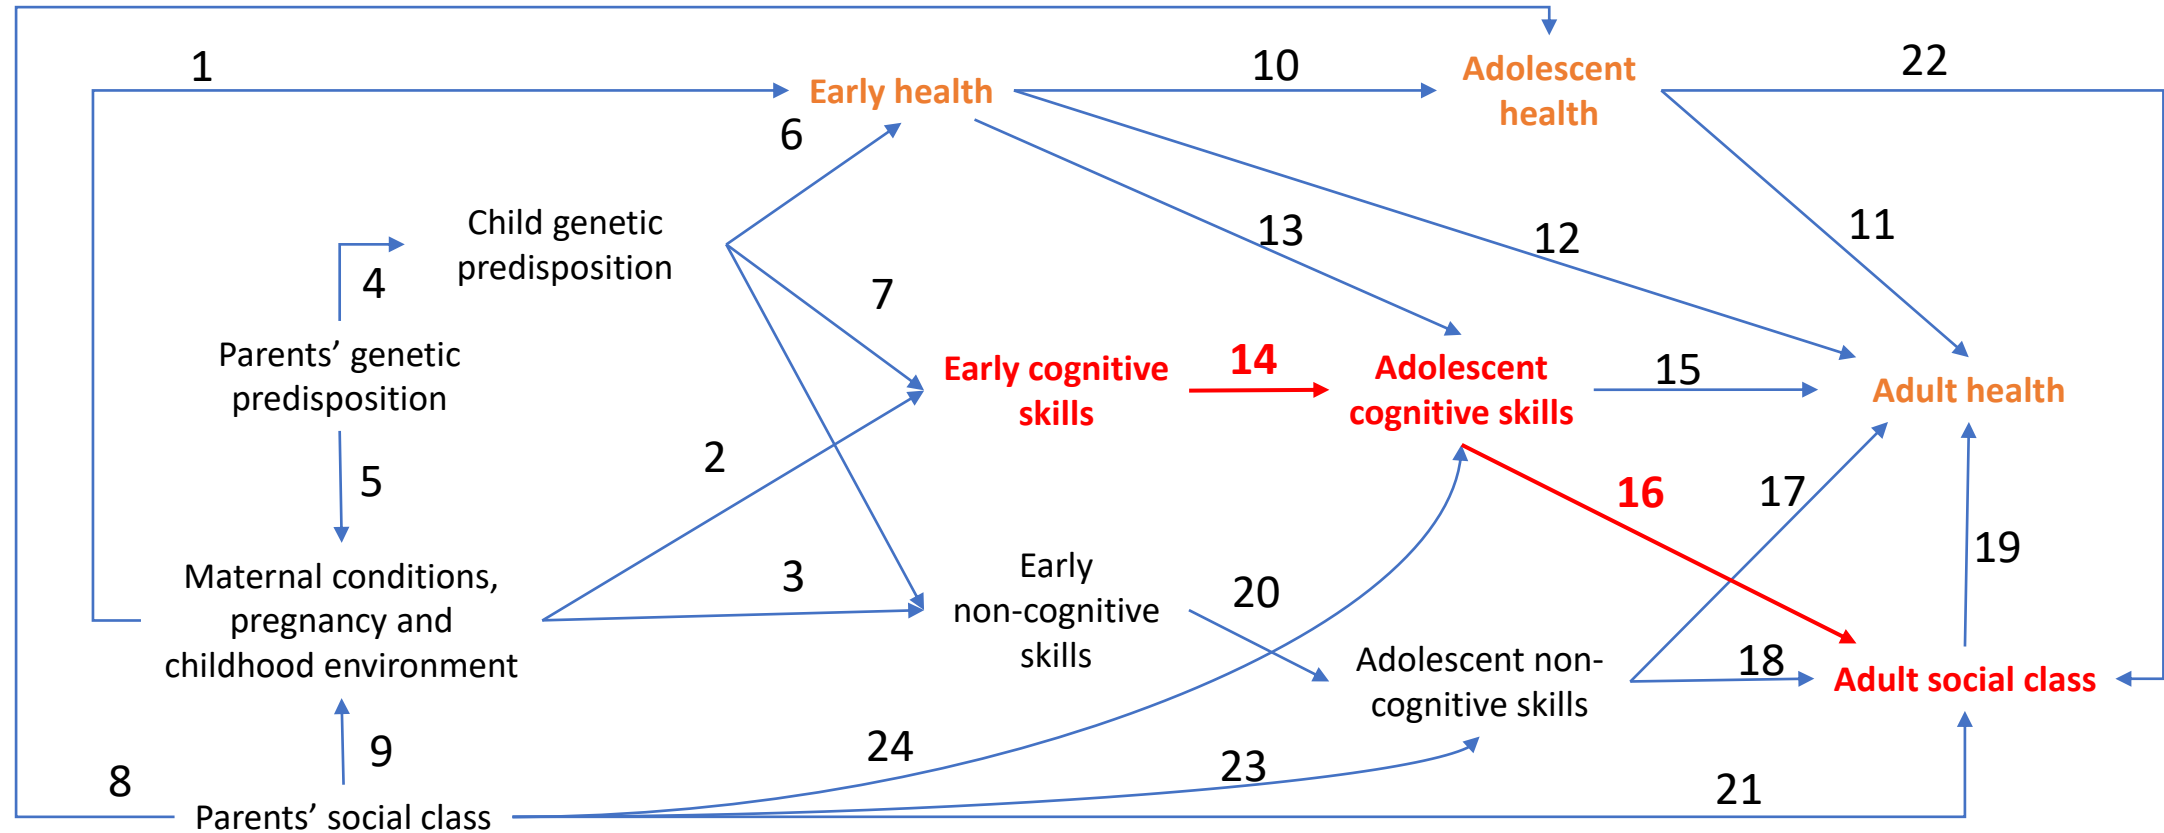 1
10
22
Adolescent
health
Early health
6
Child genetic
predisposition
13
12
11
4
7
Parents’ genetic
predisposition
Early cognitive
skills
14
Adolescent
cognitive skills
15
Adult health
5
2
16
17
Maternal conditions,
pregnancy and
childhood environment
3
Early
non-cognitive
skills
20
19
Adolescent non-
cognitive skills
18
Adult social class
9
24
23
8
21
Parents’ social class